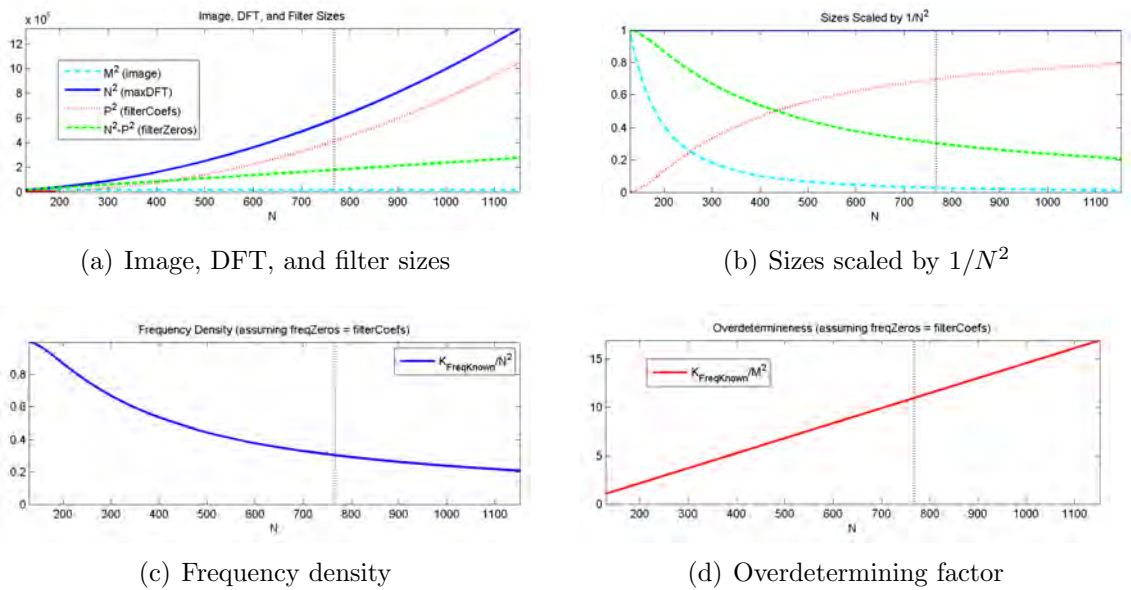 Image, DFT, and Filter Sizes
x 10⁵
12
10
8
6
4
2
0
M² (image)
N² (maxDFT)
P² (filterCoefs)
N²-P² (filterZeros)
200 300 400 500 600 700 800 900 1000 1100
N
(a) Image, DFT, and filter sizes
Sizes Scaled by 1/N²
1
0.8
0.6
0.4
0.2
0
200 300 400 500 600 700 800 900 1000 1100
N
(b) Sizes scaled by 1/N²
Frequency Density (assuming freqZeros = filterCoefs)
0.8
0.6
0.4
0.2
0
K_FreqKnown/N²
200 300 400 500 600 700 800 900 1000 1100
N
(c) Frequency density
Overdetermineness (assuming freqZeros = filterCoefs)
15
10
5
0
K_FreqKnown/M²
200 300 400 500 600 700 800 900 1000 1100
N
(d) Overdetermining factor